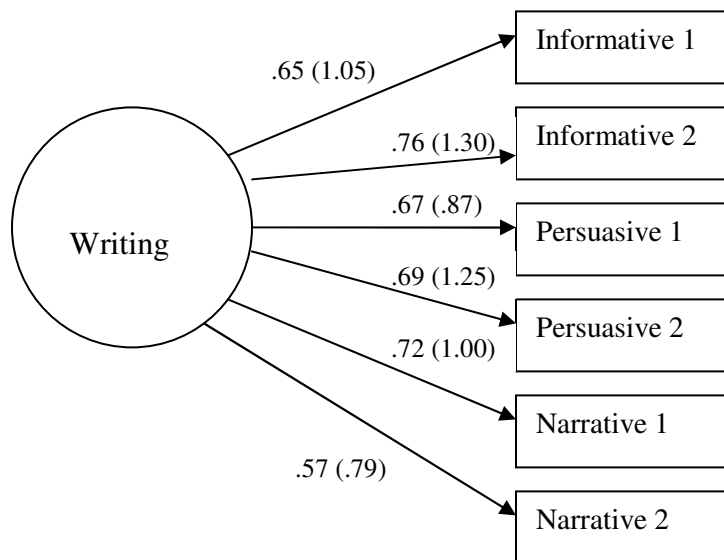 Informative 1
.65 (1.05)
Informative 2
.76 (1.30)
.67 (.87)
Persuasive 1
Writing
.69 (1.25)
Persuasive 2
.72 (1.00)
Narrative 1
.57 (.79)
Narrative 2